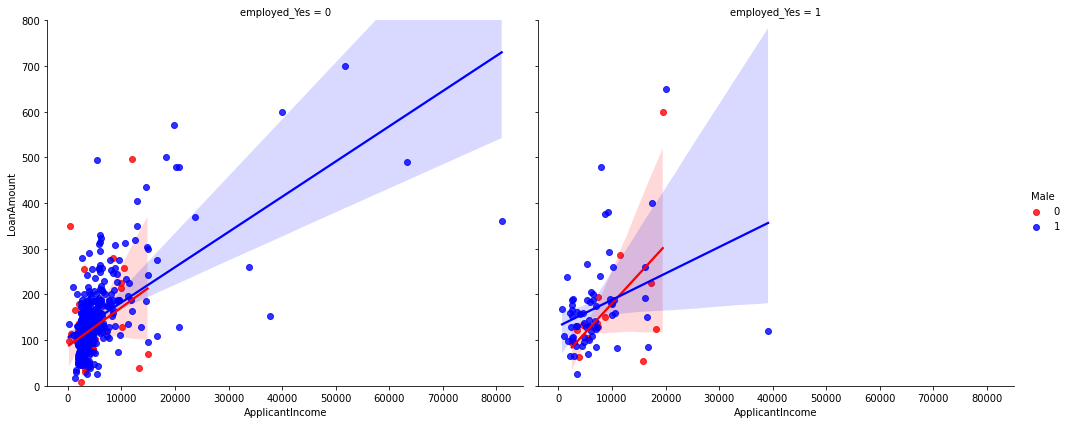 employed_Yes = 0
employed_Yes = 1
800
700
600
500
400
300
200
100
0
LoanAmount
0 10000 20000 30000 40000 50000 60000 70000 80000
0 10000 20000 30000 40000 50000 60000 70000 80000
ApplicantIncome
ApplicantIncome
Male
0
1